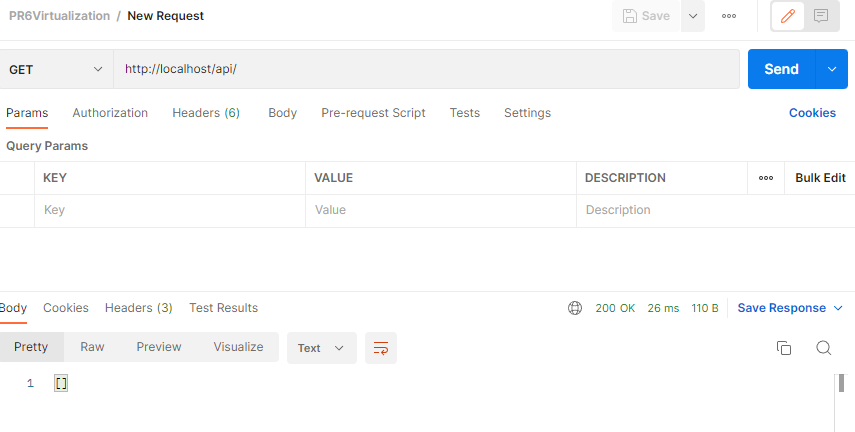 PR6Virtualization / New Request
Save
GET http://localhost/api/ Send
Params Authorization Headers (6) Body Pre-request Script Tests Settings Cookies
Query Params
KEY VALUE DESCRIPTION Bulk Edit
Key Value Description
Body Cookies Headers (3) Test Results 200 OK 26 ms 110 B Save Response
Pretty Raw Preview Visualize Text
1 []